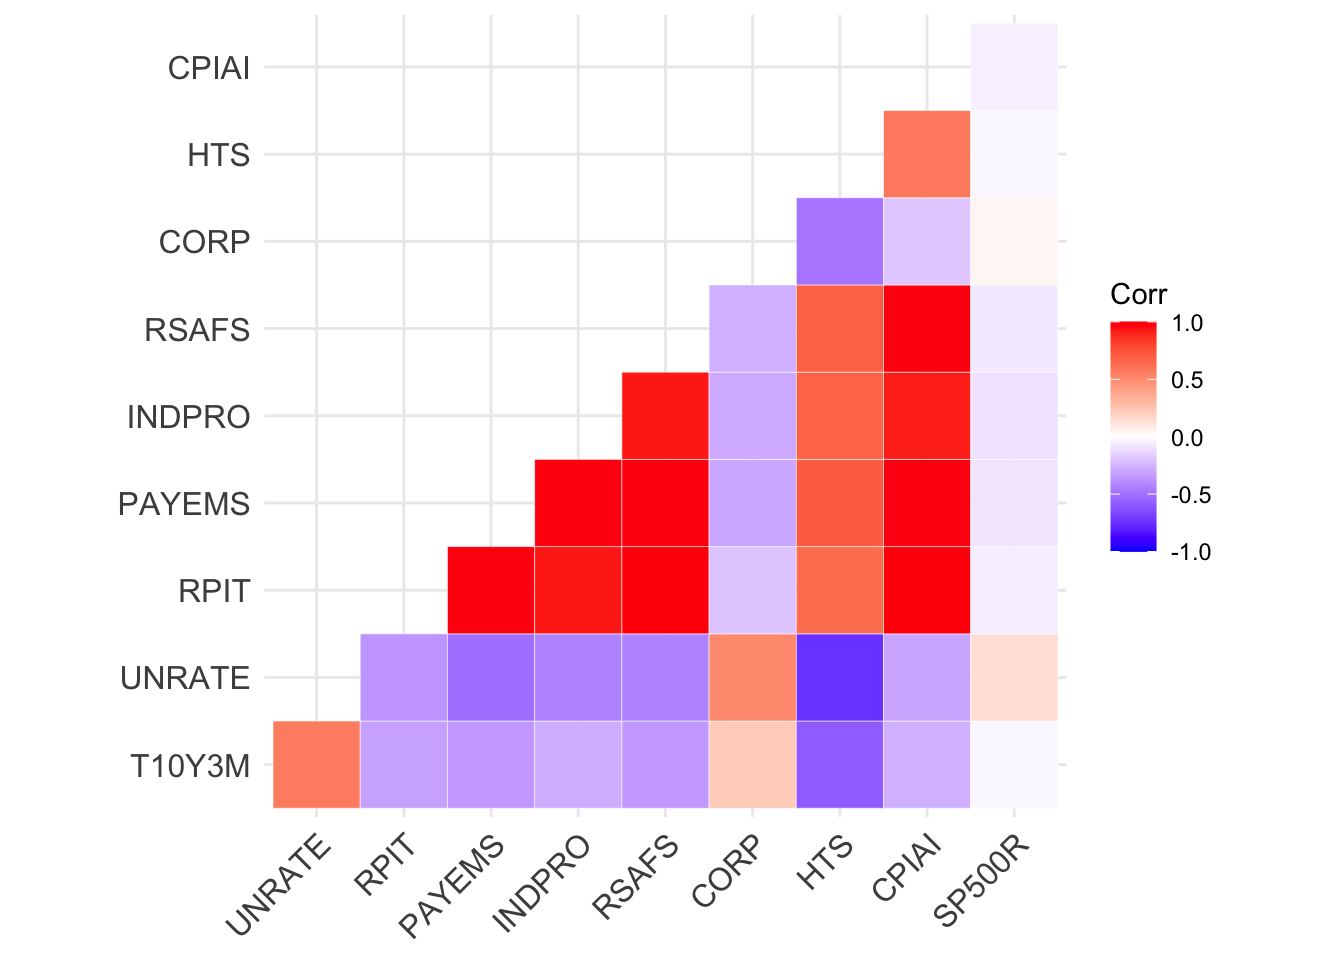 CPIAI
HTS
CORP
RSAFS
INDPRO
PAYEMS
RPIT
UNRATE
T10Y3M
UNRATE
RPIT
PAYEMS
INDPRO
RSAFS
CORP
HTS
CPIAI
SP500R
Corr
1.0
0.5
0.0
-0.5
-1.0